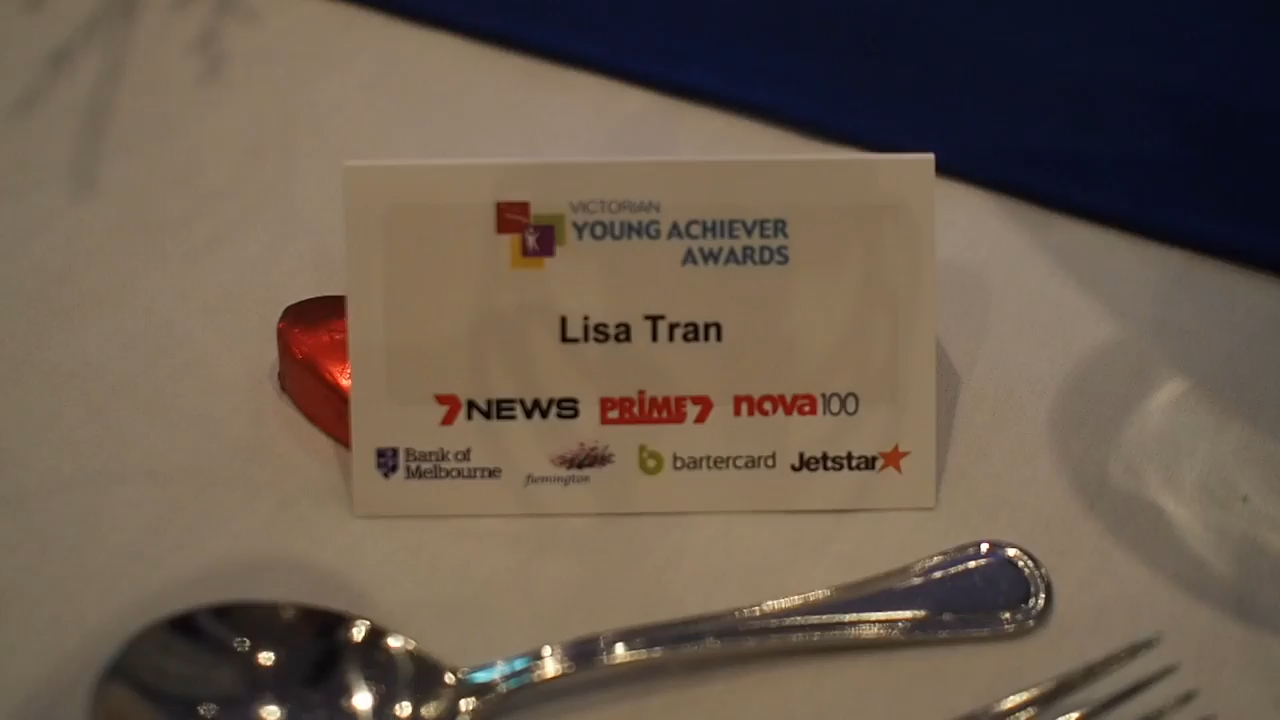 VICTORIAN
YOUNG ACHIEVER
AWARDS
Lisa Tran
7NEWS PRiME7 nova100
Bank of
Melbourne
flemington
bartercard Jetstar